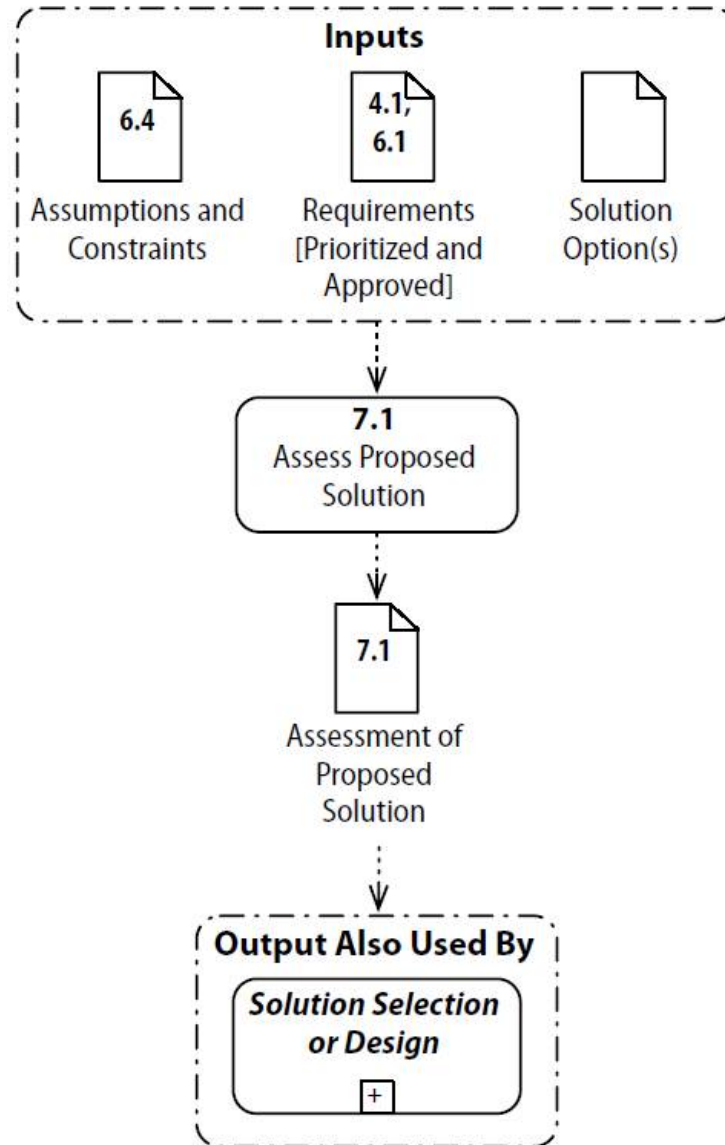 Inputs
6.4
4.1,
6.1
Assumptions and
Constraints
Requirements
[Prioritized and
Approved]
Solution
Option(s)
7.1
Assess Proposed
Solution
7.1
Assessment of
Proposed
Solution
Output Also Used By
Solution Selection
or Design
+